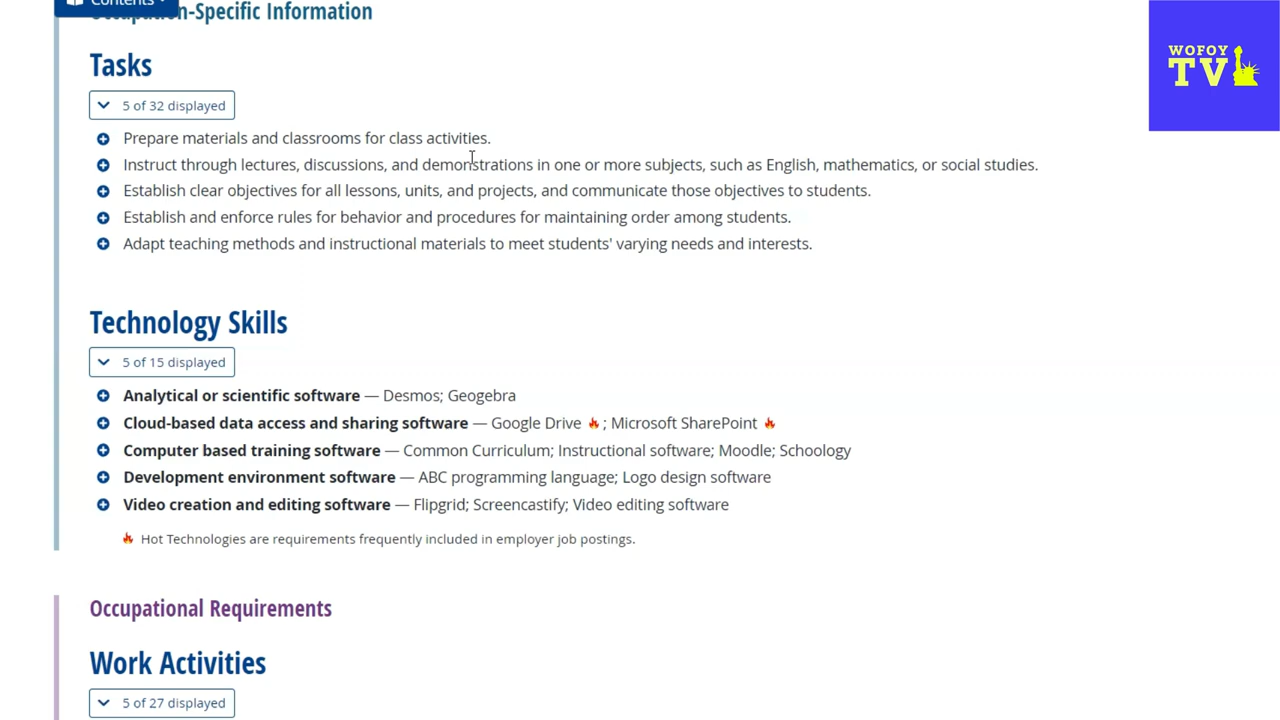 Contents
Occupation-Specific Information
WOFOY
TV
Tasks
5 of 32 displayed
Prepare materials and classrooms for class activities.
Instruct through lectures, discussions, and demonstrations in one or more subjects, such as English, mathematics, or social studies.
Establish clear objectives for all lessons, units, and projects, and communicate those objectives to students.
Establish and enforce rules for behavior and procedures for maintaining order among students.
Adapt teaching methods and instructional materials to meet students' varying needs and interests.
Technology Skills
5 of 15 displayed
Analytical or scientific software — Desmos; Geogebra
Cloud-based data access and sharing software — Google Drive 🔥 ; Microsoft SharePoint 🔥
Computer based training software — Common Curriculum; Instructional software; Moodle; Schoology
Development environment software — ABC programming language; Logo design software
Video creation and editing software — Flipgrid; Screencastify; Video editing software
🔥 Hot Technologies are requirements frequently included in employer job postings.
Occupational Requirements
Work Activities
5 of 27 displayed